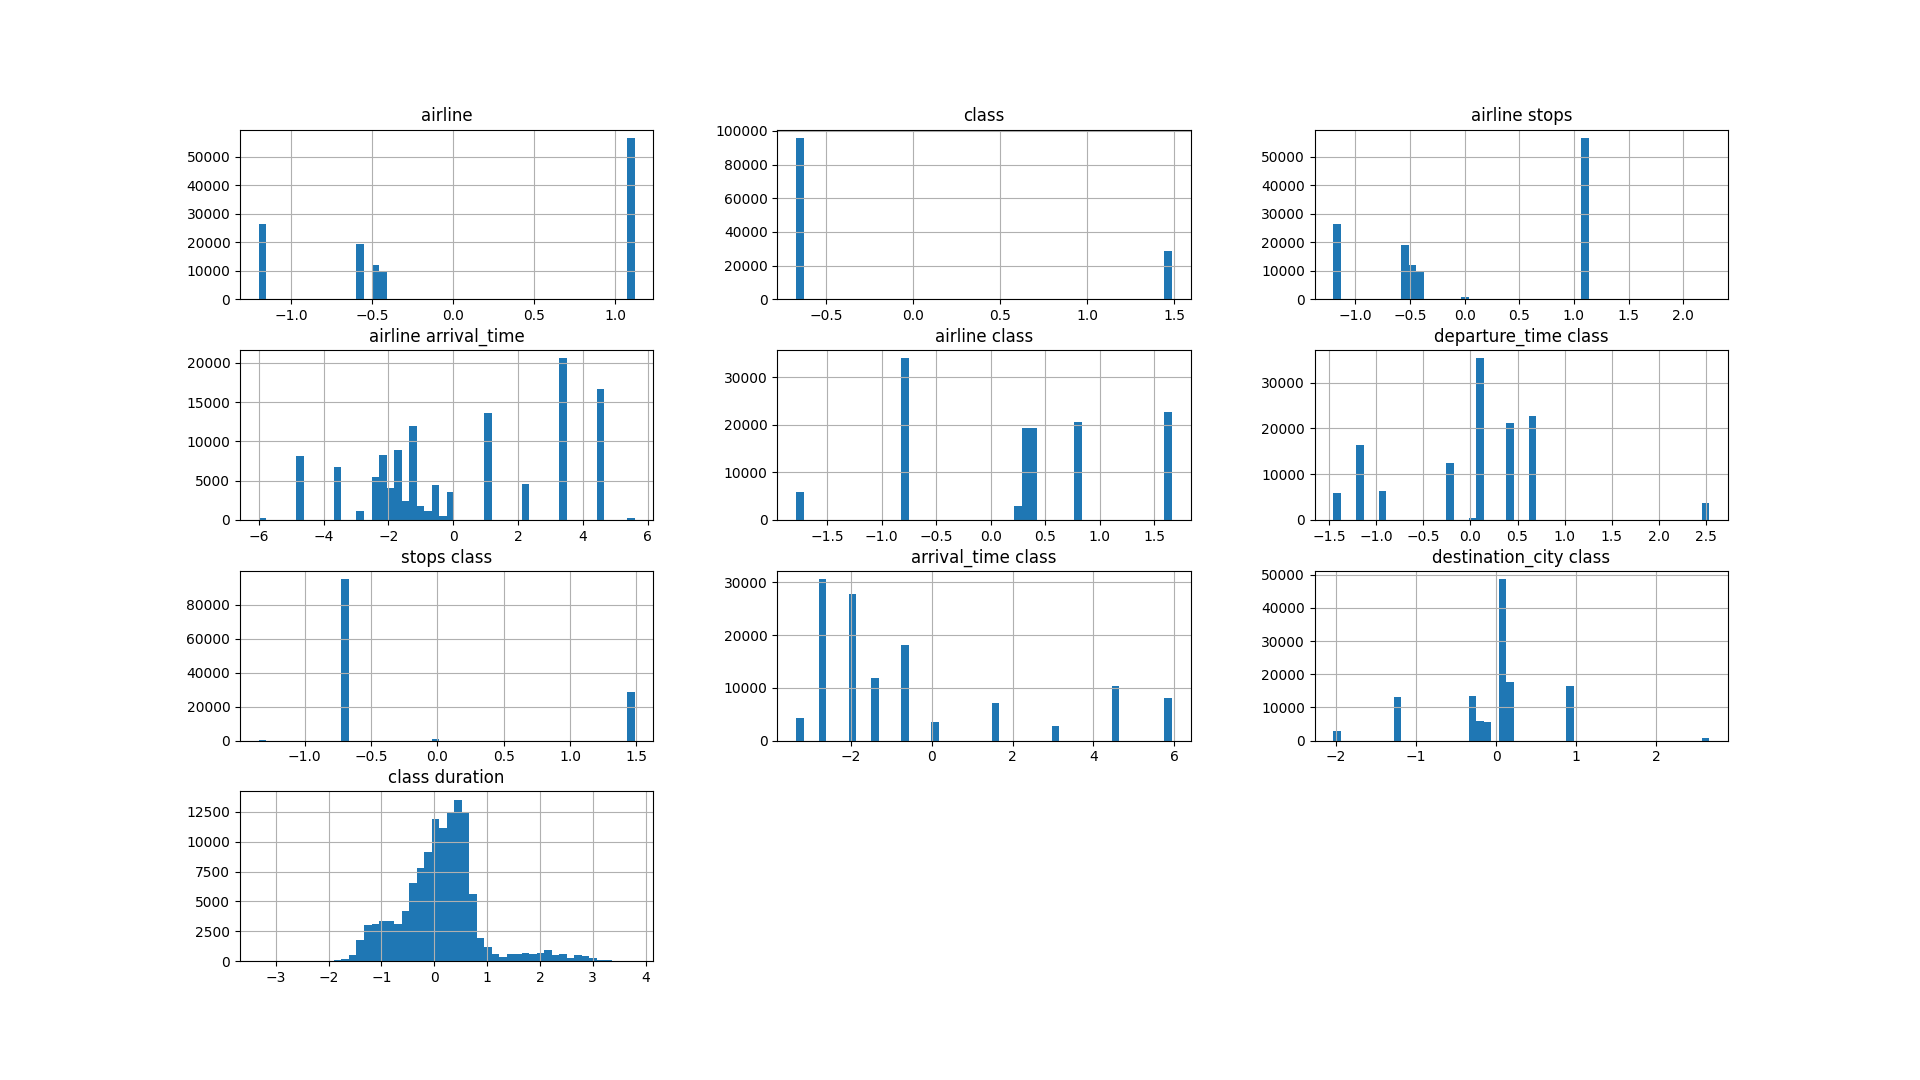 airline
class
airline stops
50000
40000
30000
20000
10000
0
−1.0 −0.5 0.0 0.5 1.0
100000
80000
60000
40000
20000
0
−0.5 0.0 0.5 1.0 1.5
50000
40000
30000
20000
10000
0
−1.0 −0.5 0.0 0.5 1.0 1.5 2.0
airline arrival_time
airline class
departure_time class
20000
15000
10000
5000
0
−6 −4 −2 0 2 4 6
30000
20000
10000
0
−1.5 −1.0 −0.5 0.0 0.5 1.0 1.5
30000
20000
10000
0
−1.5 −1.0 −0.5 0.0 0.5 1.0 1.5 2.0 2.5
stops class
arrival_time class
destination_city class
80000
60000
40000
20000
0
−1.0 −0.5 0.0 0.5 1.0 1.5
30000
20000
10000
0
−2 0 2 4 6
50000
40000
30000
20000
10000
0
−2 −1 0 1 2
class duration
12500
10000
7500
5000
2500
0
−3 −2 −1 0 1 2 3 4